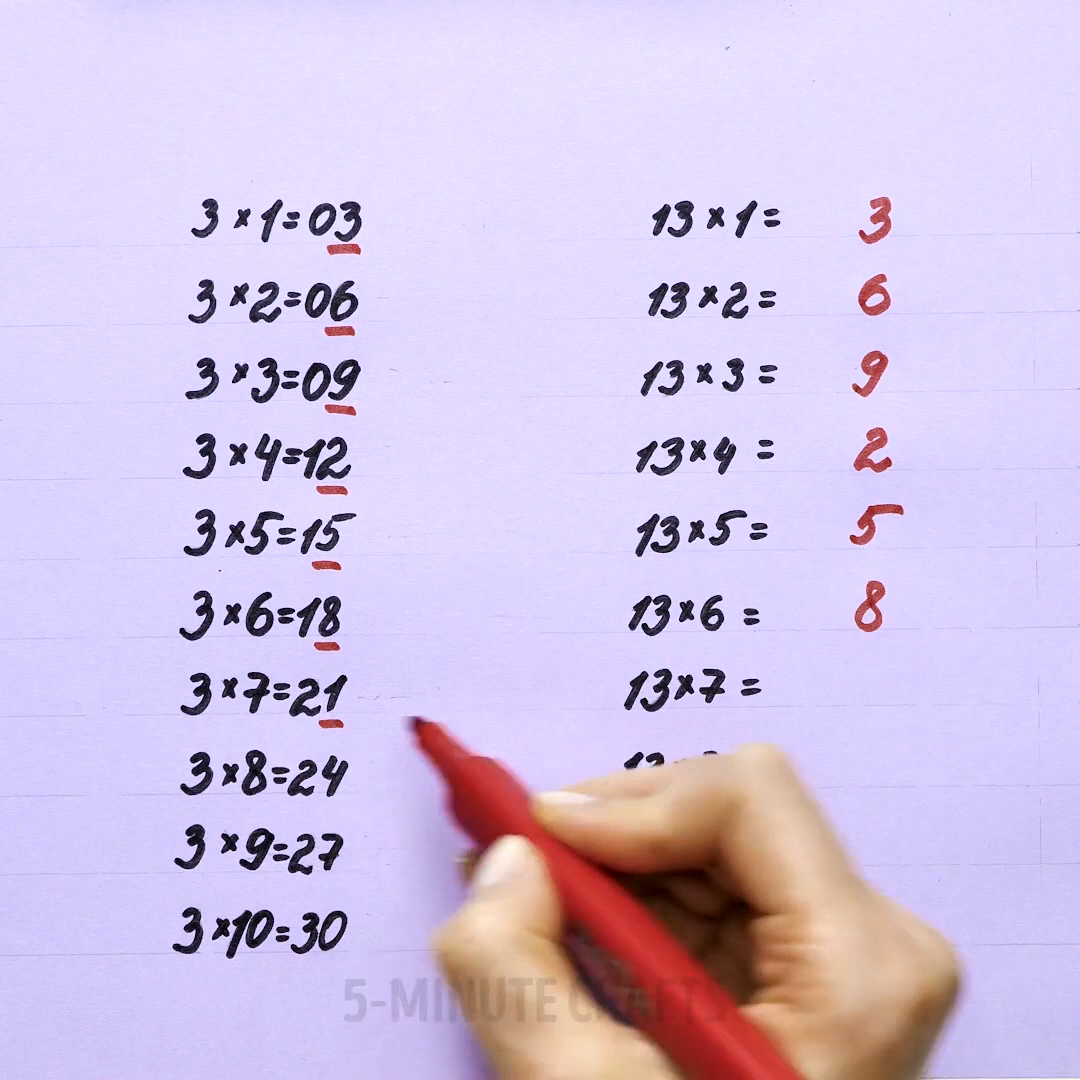 3×1=03 13×1= 3
3×2=06 13×2= 6
3×3=09 13×3= 9
3×4=12 13×4= 2
3×5=15 13×5= 5
3×6=18 13×6= 8
3×7=21 13×7=
3×8=24
3×9=27
3×10=30
5-MINUTE CRAFTS